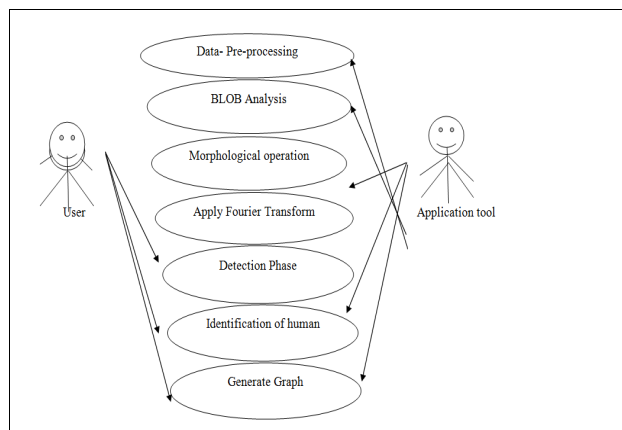 Data- Pre-processing
BLOB Analysis
Morphological operation
Apply Fourier Transform
User
Application tool
Detection Phase
Identification of human
Generate Graph